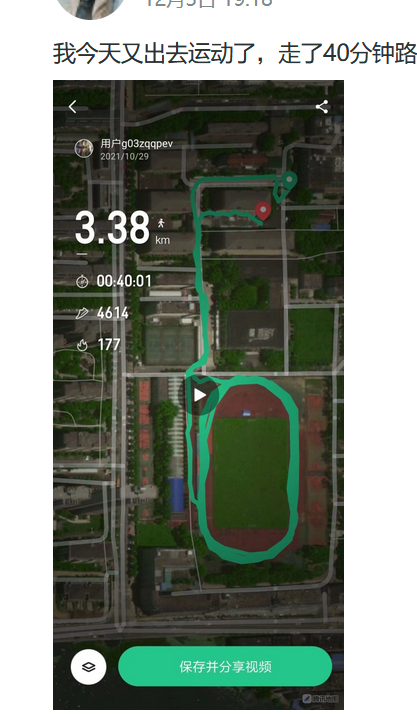 12月5日 19:18
我今天又出去运动了，走了40分钟路
用户g03zqqpev
2021/10/29
3.38
km
00:40:01
4614
177
保存并分享视频
腾讯地图